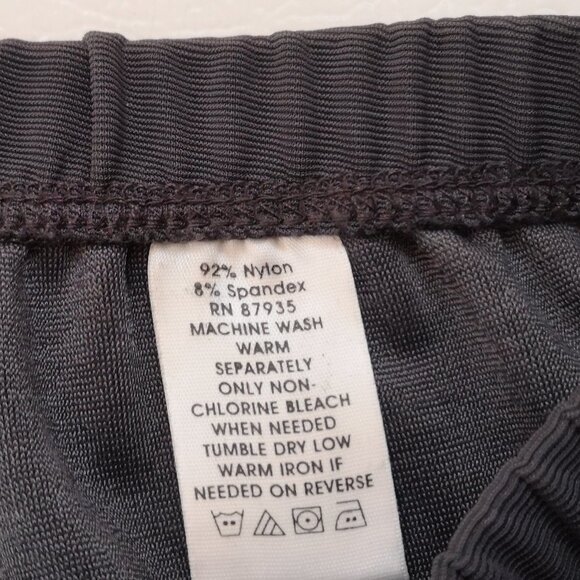 92% Nylon
8% Spandex
RN 87935
MACHINE WASH
WARM
SEPARATELY
ONLY NON-
CHLORINE BLEACH
WHEN NEEDED
TUMBLE DRY LOW
WARM IRON IF
NEEDED ON REVERSE